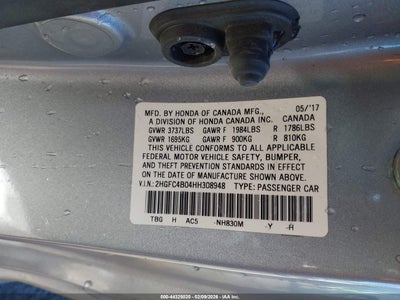 MFD. BY HONDA OF CANADA MFG., 05/'17
A DIVISION OF HONDA CANADA INC. CANADA
GVWR 3737LBS GAWR F 1984LBS R 1786LBS
GVWR 1695KG GAWR F 900KG R 810KG
THIS VEHICLE CONFORMS TO ALL APPLICABLE
FEDERAL MOTOR VEHICLE SAFETY, BUMPER,
AND THEFT PREVENTION STANDARDS IN EFFECT
ON THE DATE OF MANUFACTURE SHOWN ABOVE.
V.I.N.: 2HGFC4B04HH308948 TYPE: PASSENGER CAR
TBG H AC5 -NH830M -Y -H
000-44329020 - 02/09/2026 - IAAI